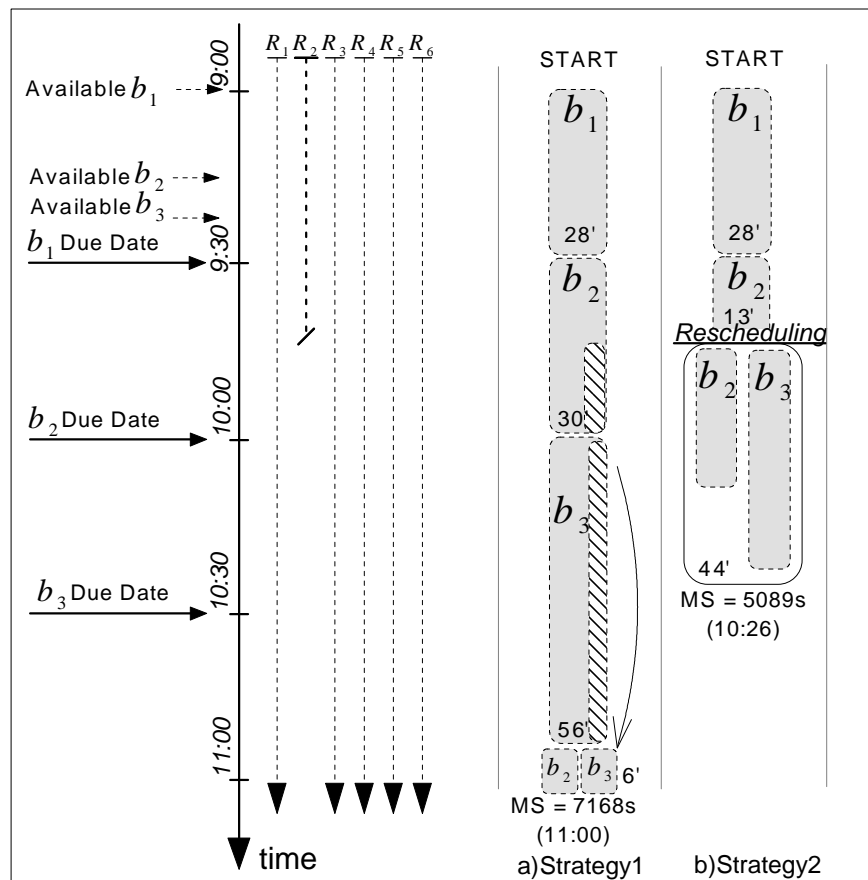 9:00
R1 R2 R3 R4 R5 R6
START
START
Available b1
b1
b1
Available b2
Available b3
28'
28'
b1 Due Date
9:30
b2
b2
13'
Rescheduling
b2
b3
b2 Due Date
10:00
30
b3
44'
b3 Due Date
10:30
MS = 5089s
(10:26)
56'
11:00
b2
b3
6'
MS = 7168s
(11:00)
time
a)Strategy1
b)Strategy2